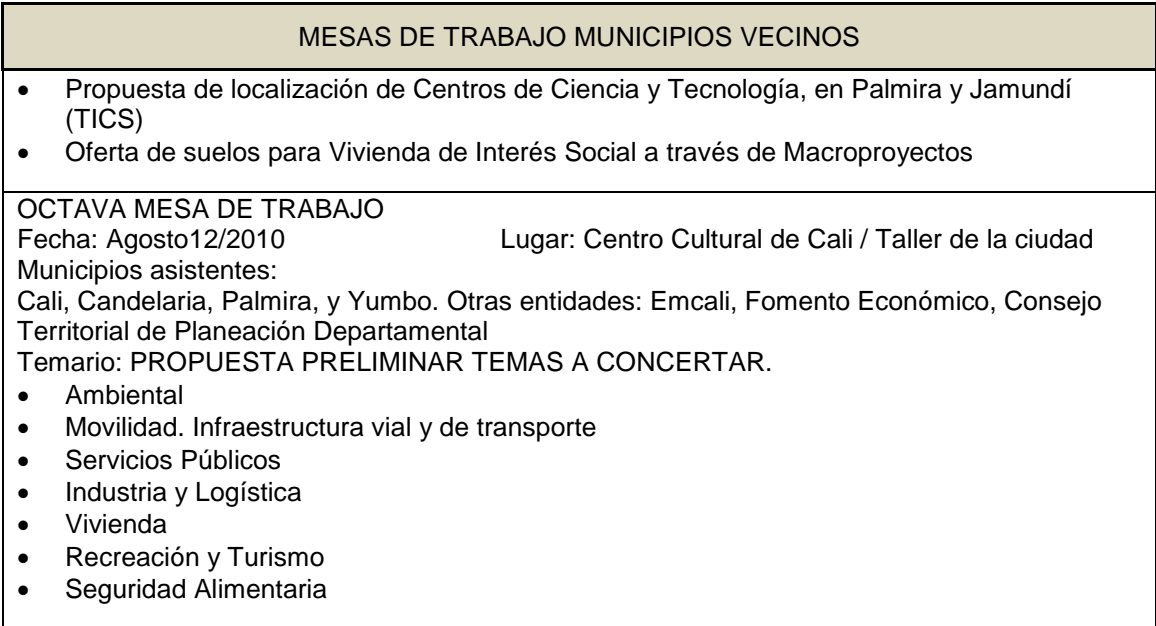 MESAS DE TRABAJO MUNICIPIOS VECINOS
• Propuesta de localización de Centros de Ciencia y Tecnología, en Palmira y Jamundí
(TICS)
• Oferta de suelos para Vivienda de Interés Social a través de Macroproyectos
OCTAVA MESA DE TRABAJO
Fecha: Agosto12/2010 Lugar: Centro Cultural de Cali / Taller de la ciudad
Municipios asistentes:
Cali, Candelaria, Palmira, y Yumbo. Otras entidades: Emcali, Fomento Económico, Consejo
Territorial de Planeación Departamental
Temario: PROPUESTA PRELIMINAR TEMAS A CONCERTAR.
• Ambiental
• Movilidad. Infraestructura vial y de transporte
• Servicios Públicos
• Industria y Logística
• Vivienda
• Recreación y Turismo
• Seguridad Alimentaria